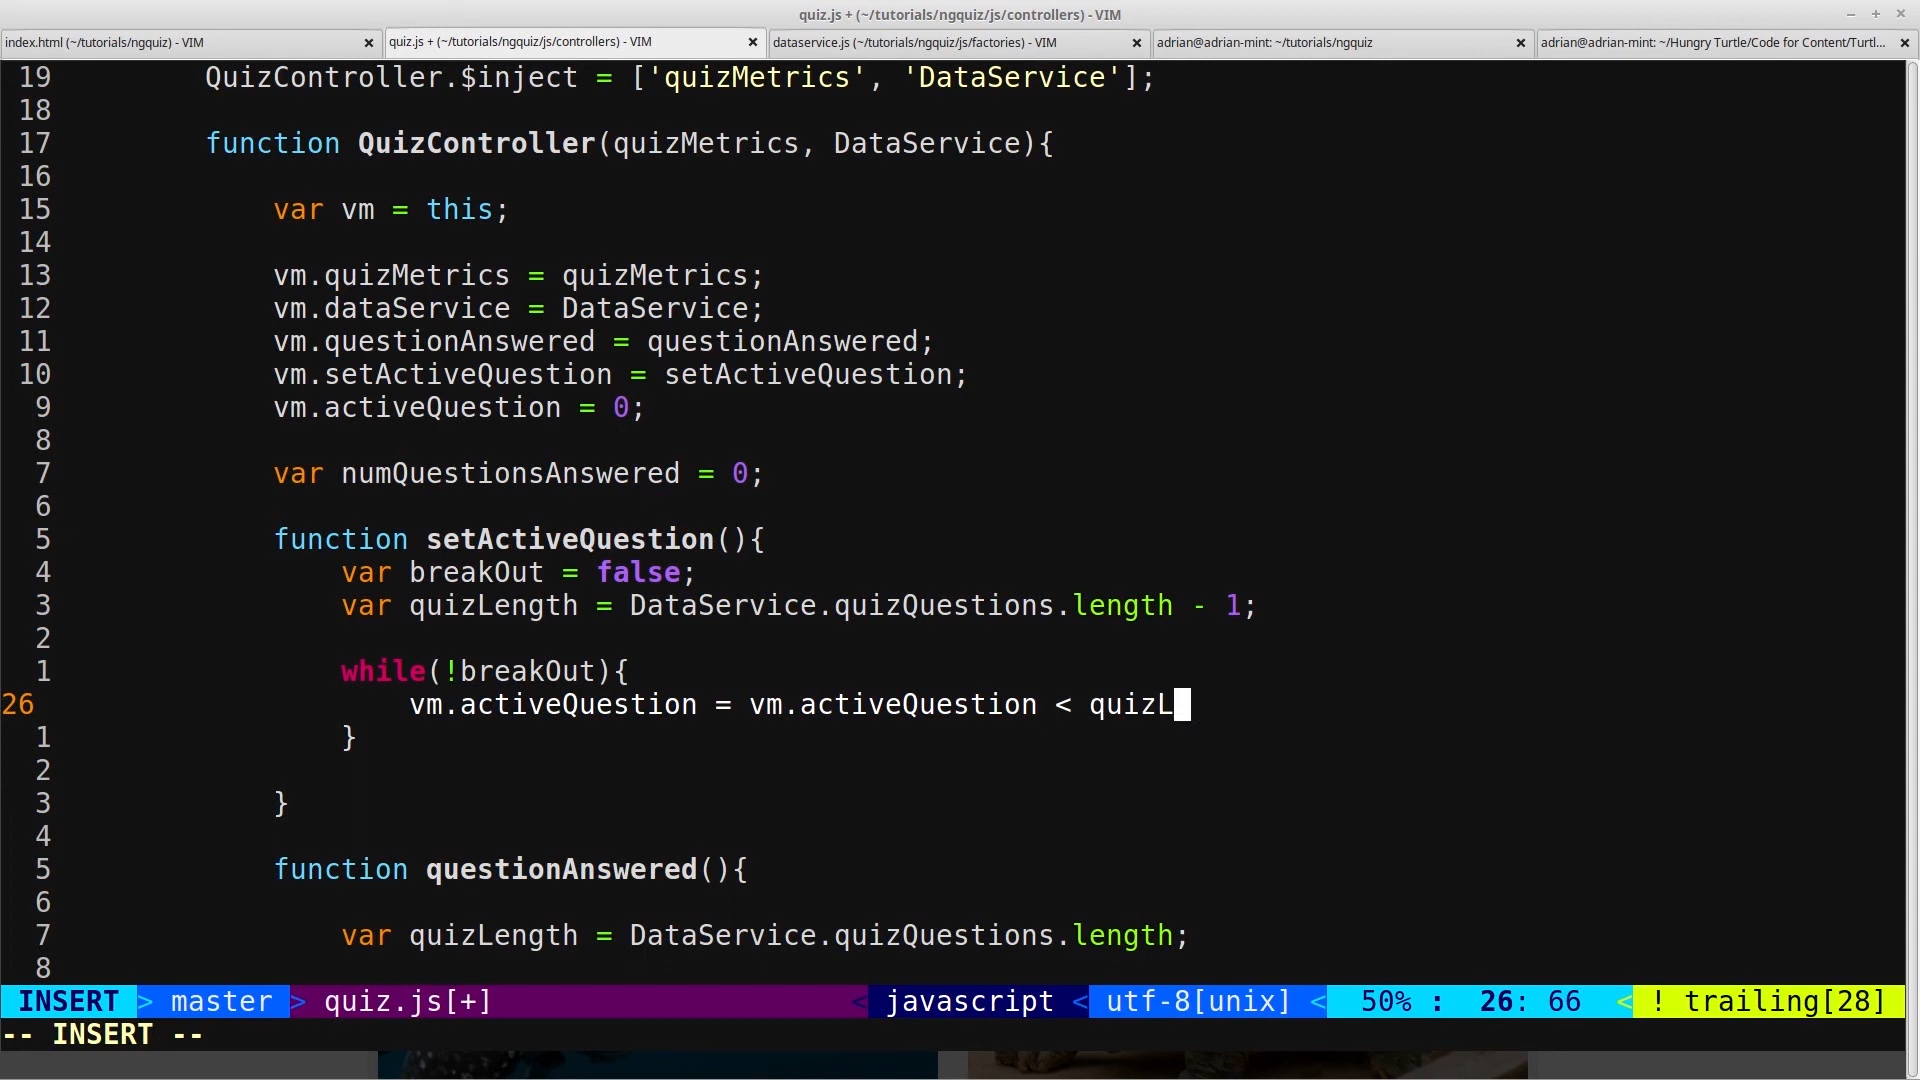 quiz.js + (~/tutorials/ngquiz/js/controllers) - VIM
index.html (~/tutorials/ngquiz) - VIM
quiz.js + (~/tutorials/ngquiz/js/controllers) - VIM
dataservice.js (~/tutorials/ngquiz/js/factories) - VIM
adrian@adrian-mint: ~/tutorials/ngquiz
adrian@adrian-mint: ~/Hungry Turtle/Code for Content/Turtl...
19 QuizController.$inject = ['quizMetrics', 'DataService'];
18
17 function QuizController(quizMetrics, DataService){
16
15 var vm = this;
14
13 vm.quizMetrics = quizMetrics;
12 vm.dataService = DataService;
11 vm.questionAnswered = questionAnswered;
10 vm.setActiveQuestion = setActiveQuestion;
9 vm.activeQuestion = 0;
8
7 var numQuestionsAnswered = 0;
6
5 function setActiveQuestion(){
4 var breakOut = false;
3 var quizLength = DataService.quizQuestions.length - 1;
2
1 while(!breakOut){
26 vm.activeQuestion = vm.activeQuestion < quizL
1 }
2
3 }
4
5 function questionAnswered(){
6
7 var quizLength = DataService.quizQuestions.length;
8
INSERT > master > quiz.js[+] < javascript < utf-8[unix] < 50% : 26: 66 < ! trailing[28]
-- INSERT --